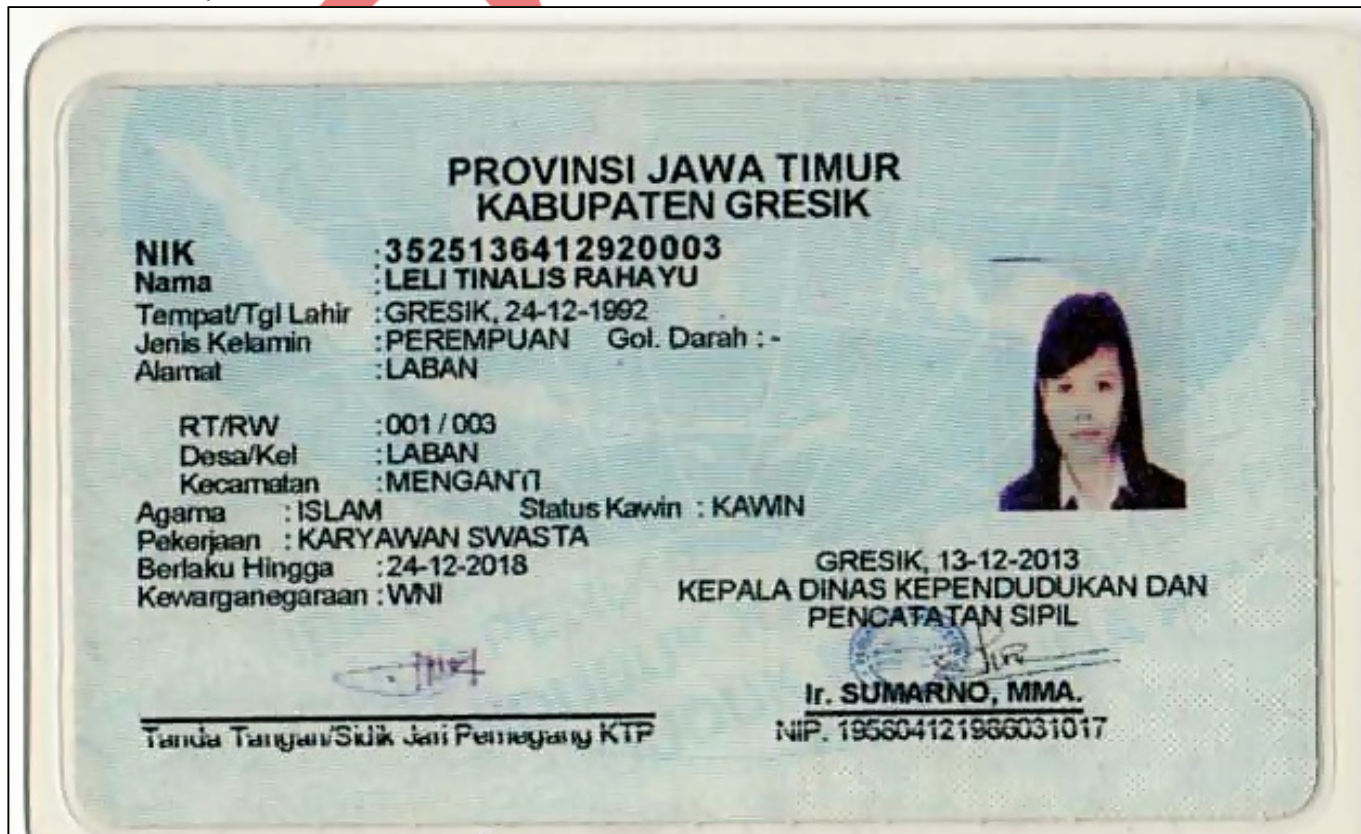 PROVINSI JAWA TIMUR
KABUPATEN GRESIK
NIK :3525136412920003
Nama :LELI TINALIS RAHAYU
Tempat/Tgl Lahir :GRESIK, 24-12-1992
Jenis Kelamin :PEREMPUAN Gol. Darah : -
Alamat :LABAN
RT/RW :001 / 003
Desa/Kel :LABAN
Kecamatan :MENGANTI
Agama : ISLAM Status Kawin : KAWIN
Pekerjaan : KARYAWAN SWASTA
Berlaku Hingga :24-12-2018
Kewarganegaraan : WNI
GRESIK, 13-12-2013
KEPALA DINAS KEPENDUDUKAN DAN
PENCATATAN SIPIL
Ir. SUMARNO, MMA.
NIP. 195804121986031017
Tanda Tangan/Sidik Jari Pemegang KTP